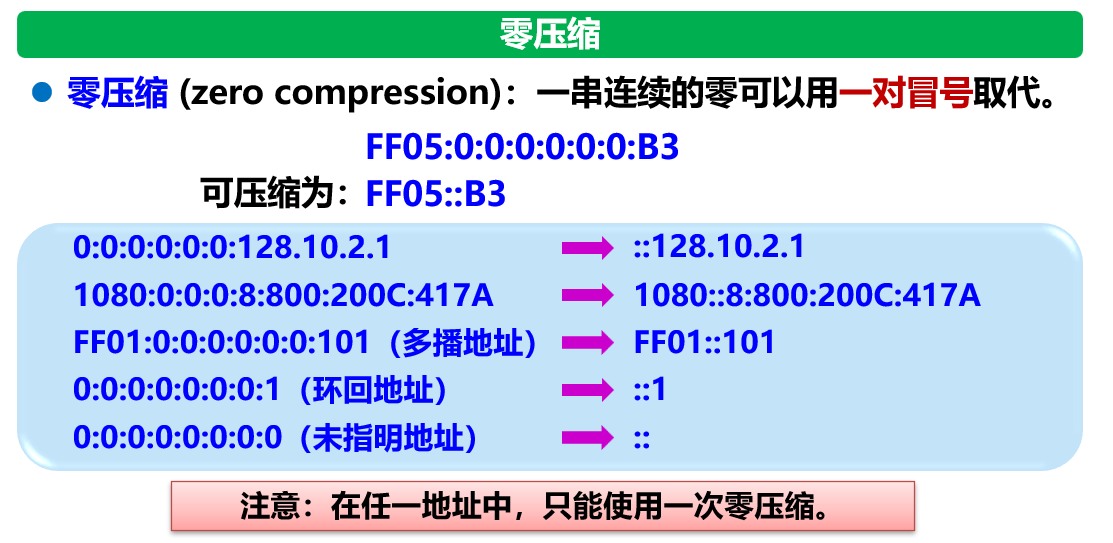 零压缩
零压缩 (zero compression)：一串连续的零可以用一对冒号取代。
FF05:0:0:0:0:0:0:B3
可压缩为：FF05::B3
0:0:0:0:0:0:128.10.2.1 ::128.10.2.1
1080:0:0:0:8:800:200C:417A 1080::8:800:200C:417A
FF01:0:0:0:0:0:0:101（多播地址） FF01::101
0:0:0:0:0:0:0:1（环回地址） ::1
0:0:0:0:0:0:0:0（未指明地址） ::
注意：在任一地址中，只能使用一次零压缩。